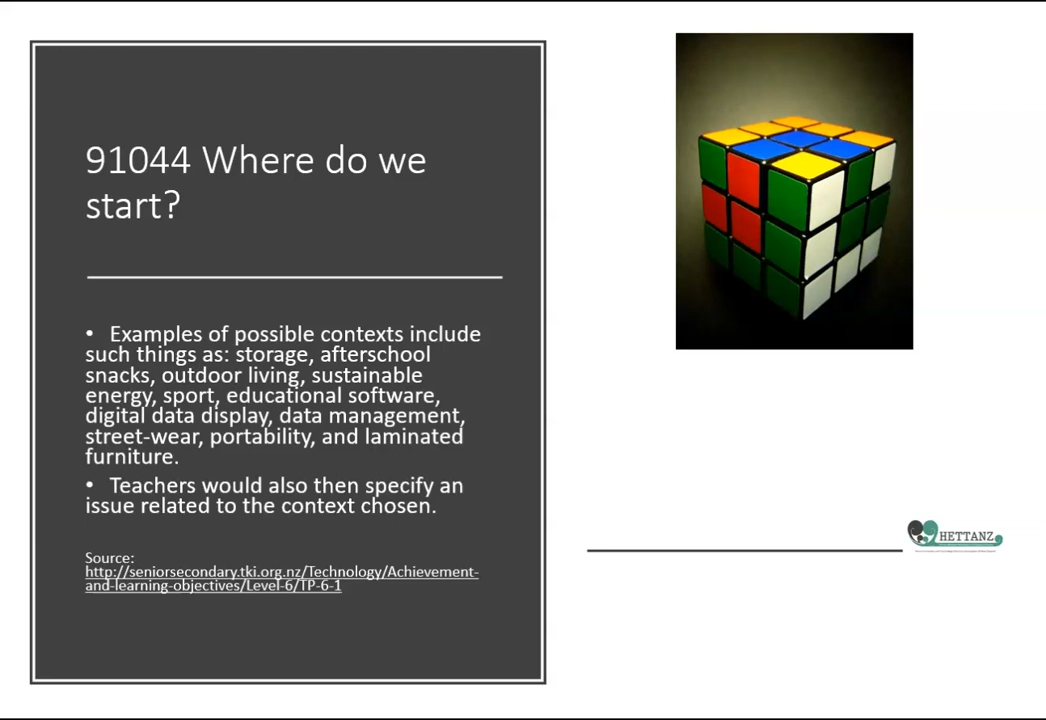 91044 Where do we
start?
• Examples of possible contexts include
such things as: storage, afterschool
snacks, outdoor living, sustainable
energy, sport, educational software,
digital data display, data management,
street-wear, portability, and laminated
furniture.
• Teachers would also then specify an
issue related to the context chosen.
Source:
http://seniorsecondary.tki.org.nz/Technology/Achievement-
and-learning-objectives/Level-6/TP-6-1
HETTANZ